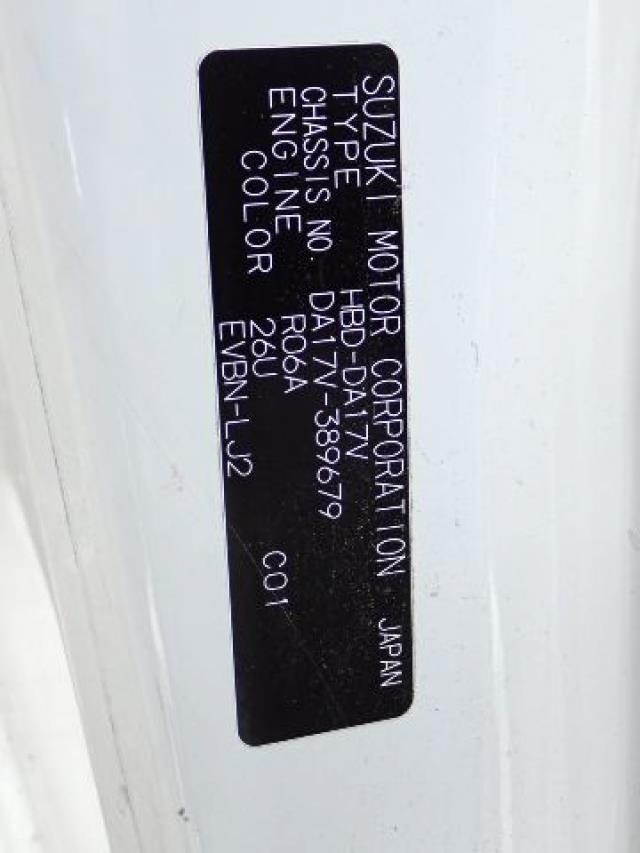 SUZUKI MOTOR CORPORATION JAPAN
TYPE HBD-DA17V
CHASSIS NO. DA17V-389679
ENGINE R06A
COLOR 26U C01
EVBN-LJ2